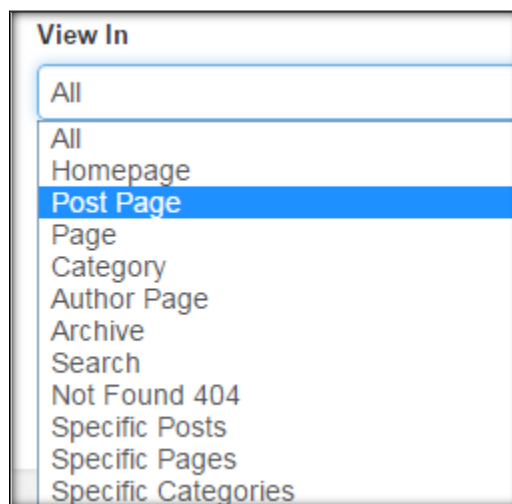 View In
All
All
Homepage
Post Page
Page
Category
Author Page
Archive
Search
Not Found 404
Specific Posts
Specific Pages
Specific Categories